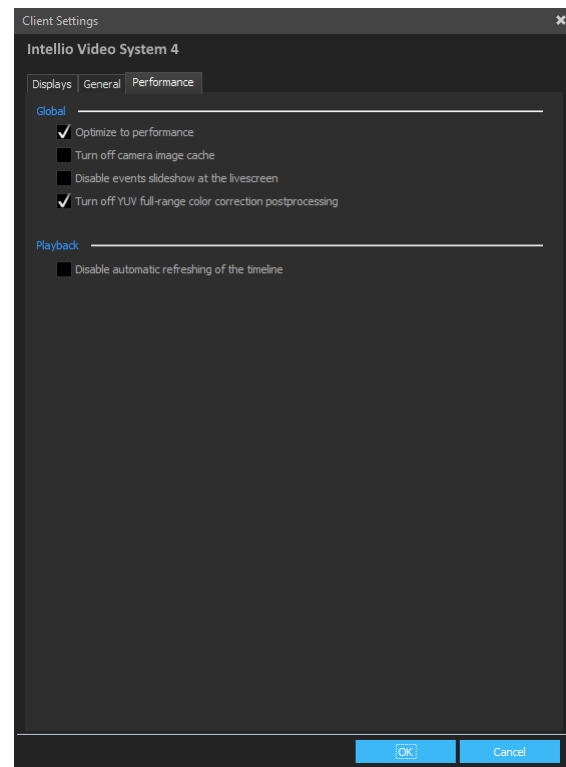 Client Settings
Intellio Video System 4
Displays General Performance
Global
Optimize to performance
Turn off camera image cache
Disable events slideshow at the livescreen
Turn off YUV full-range color correction postprocessing
Playback
Disable automatic refreshing of the timeline
OK Cancel